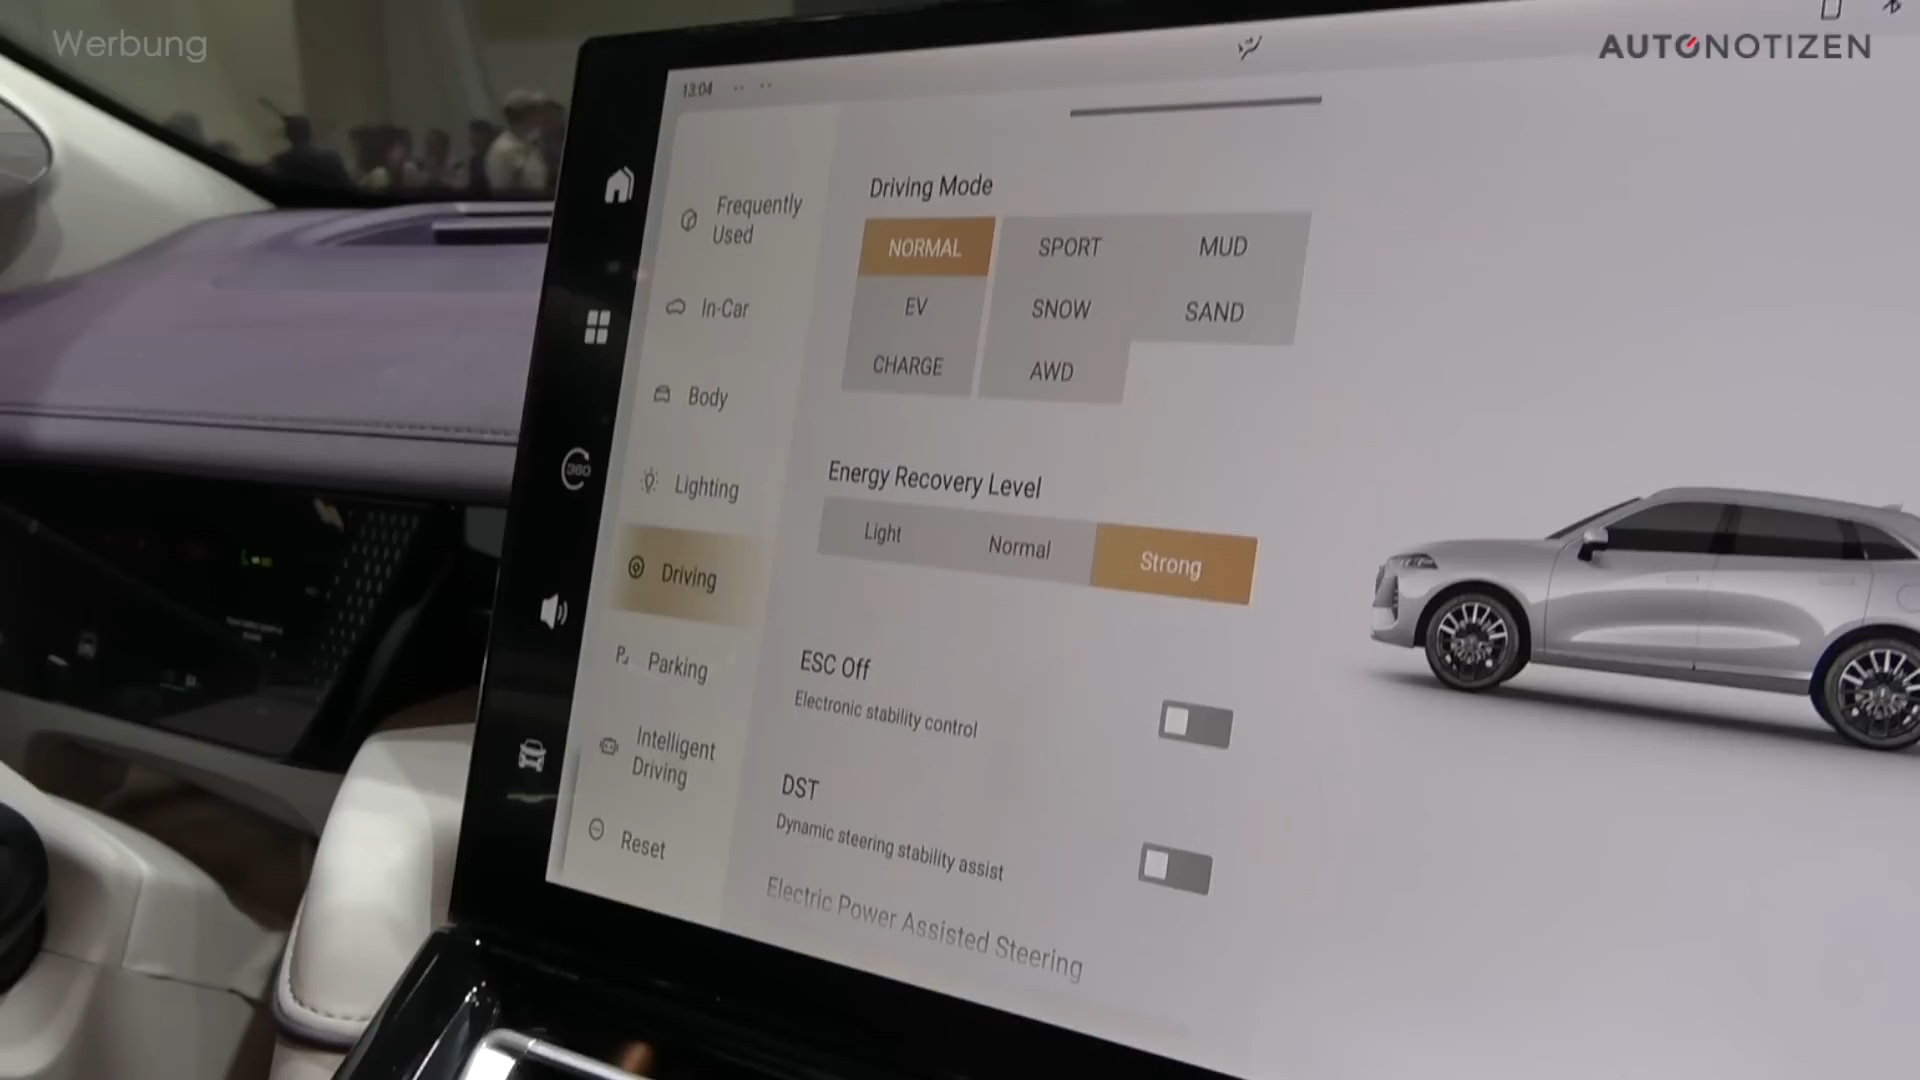 Werbung
AUTONOTIZEN
13:04
Frequently
Used
In-Car
Body
Lighting
Driving
Parking
Intelligent
Driving
Reset
360
Driving Mode
NORMAL SPORT MUD
EV SNOW SAND
CHARGE AWD
Energy Recovery Level
Light Normal Strong
ESC Off
Electronic stability control
DST
Dynamic steering stability assist
Electric Power Assisted Steering